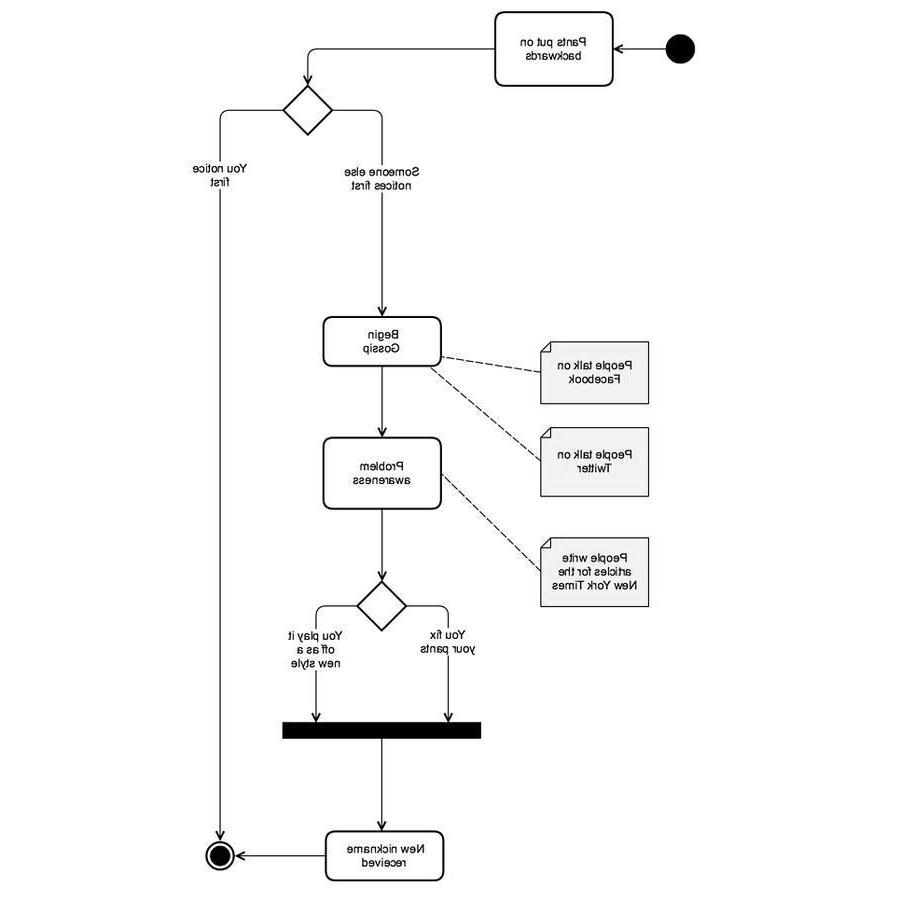 Pants put on
backwards
You notice
first
Someone else
notices first
Begin
Gossip
People talk on
Facebook
People talk on
Twitter
Problem
awareness
People write
articles for the
New York Times
You play it
off as a
new style
You fix
your pants
New nickname
received